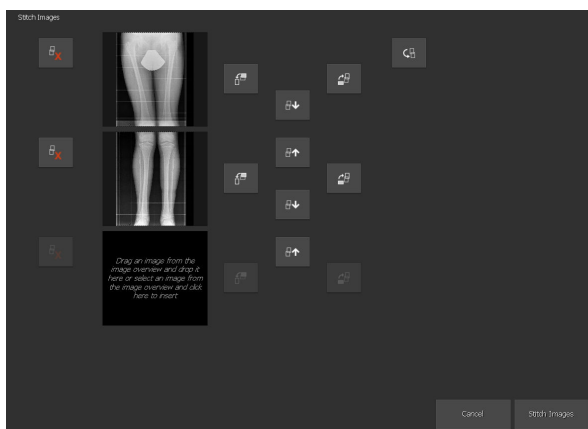 Stitch Images
Drag an image from the
image overview and drop it
here or select an image from
the image overview and click
here to insert
Cancel
Stitch Images